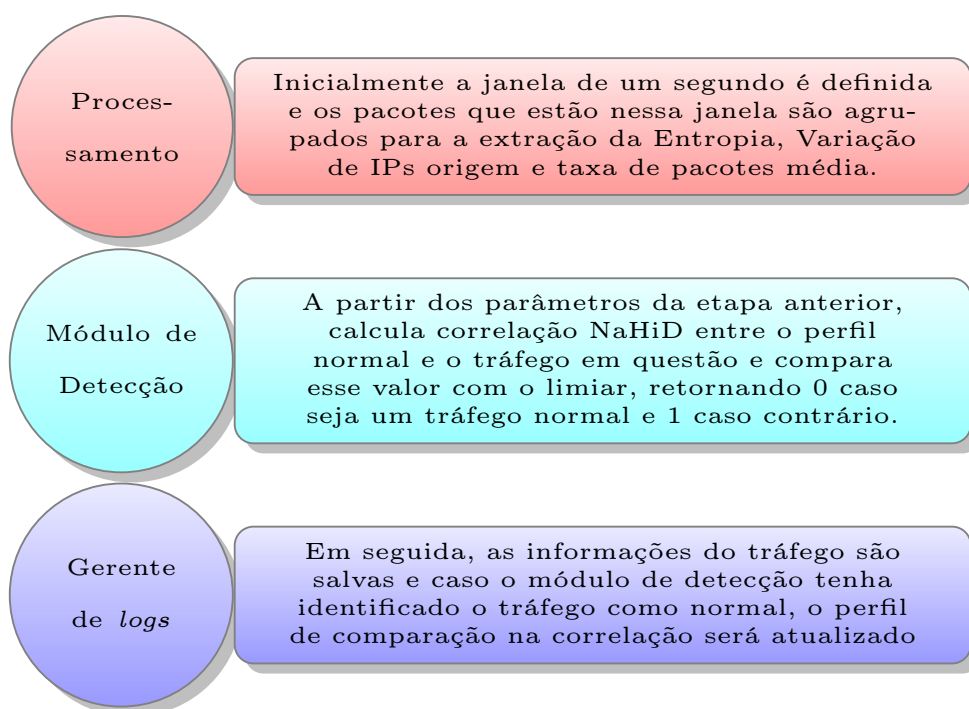 Proces-
samento
Inicialmente a janela de um segundo é definida
e os pacotes que estão nessa janela são agru-
pados para a extração da Entropia, Variação
de IPs origem e taxa de pacotes média.
Módulo de
Detecção
A partir dos parâmetros da etapa anterior,
calcula correlação NaHiD entre o perfil
normal e o tráfego em questão e compara
esse valor com o limiar, retornando 0 caso
seja um tráfego normal e 1 caso contrário.
Gerente
de logs
Em seguida, as informações do tráfego são
salvas e caso o módulo de detecção tenha
identificado o tráfego como normal, o perfil
de comparação na correlação será atualizado